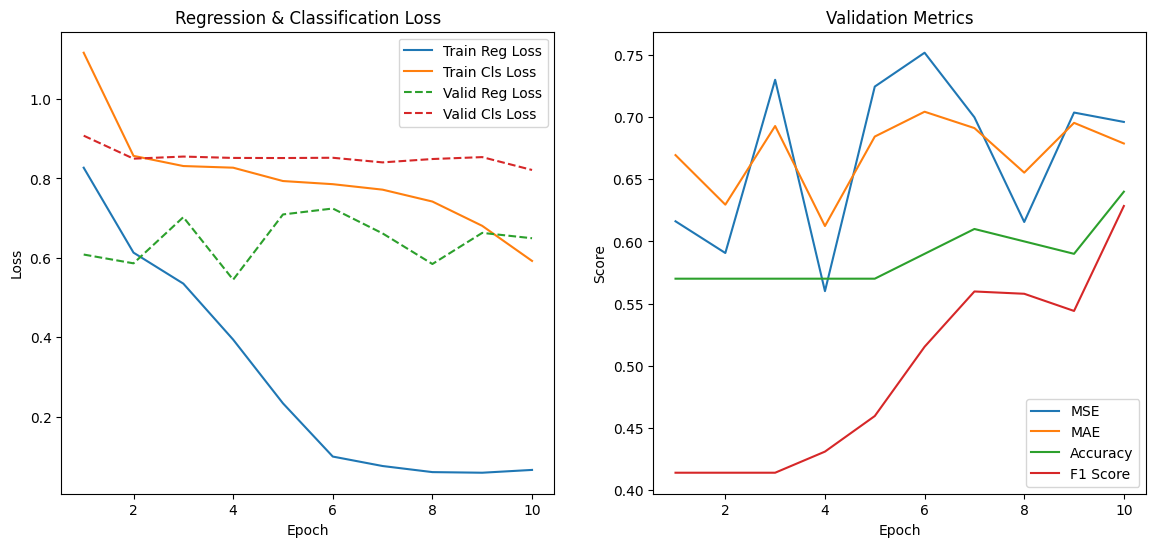 Regression & Classification Loss
Train Reg Loss
Train Cls Loss
Valid Reg Loss
Valid Cls Loss
Loss
1.0
0.8
0.6
0.4
0.2
2 4 6 8 10
Epoch
Validation Metrics
Score
0.75
0.70
0.65
0.60
0.55
0.50
0.45
0.40
MSE
MAE
Accuracy
F1 Score
2 4 6 8 10
Epoch